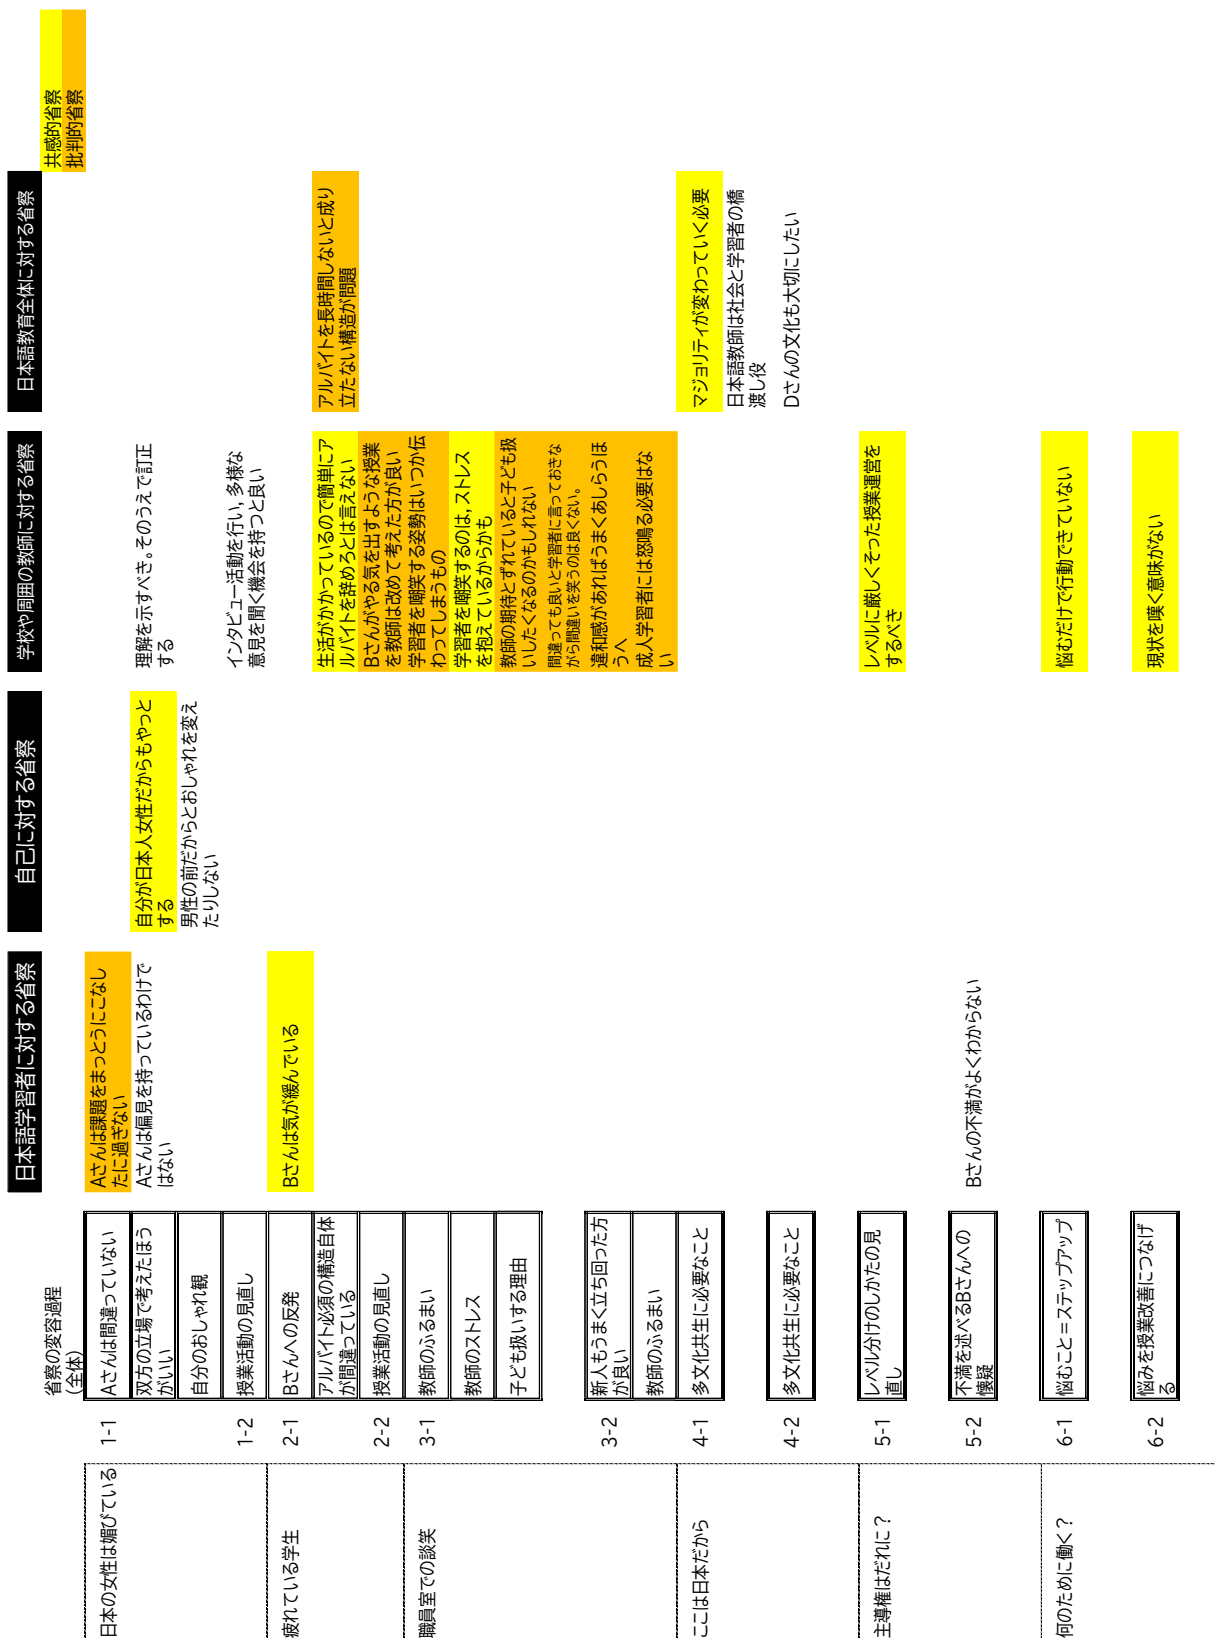 共感的省察
批判的省察
省察の変容過程
(全体)
日本語学習者に対する省察
自己に対する省察
学校や周囲の教師に対する省察
日本語教育全体に対する省察
日本の女性は媚びている
1-1
Aさんは間違っていない
Aさんは課題をまっとうにこなし
たに過ぎない
双方の立場で考えたほう
がいい
Aさんは偏見を持っているわけで
はない
自分が日本人女性だからもやっと
する
理解を示すべき。そのうえで訂正
する
自分のおしゃれ観
男性の前だからとおしゃれを変え
たりしない
1-2
授業活動の見直し
インタビュー活動を行い,多様な
意見を聞く機会を持つと良い
疲れている学生
2-1
Bさんへの反発
Bさんは気が緩んでいる
アルバイト必須の構造自体
が間違っている
生活がかかっているので簡単にア
ルバイトを辞めろとは言えない
アルバイトを長時間しないと成り
立たない構造が問題
2-2
授業活動の見直し
Bさんがやる気を出すような授業
を教師は改めて考えた方が良い
職員室での談笑
3-1
教師のふるまい
学習者を嘲笑する姿勢はいつか伝
わってしまうもの
教師のストレス
学習者を嘲笑するのは,ストレス
を抱えているからかも
子ども扱いする理由
教師の期待とずれていると子ども扱
いしたくなるのかもしれない
間違っても良いと学習者に言っておきな
がら間違いを笑うのは良くない。
3-2
新人もうまく立ち回った方
が良い
違和感があればうまくあしらうほ
うへ
教師のふるまい
成人学習者には怒鳴る必要はな
い
ここは日本だから
4-1
多文化共生に必要なこと
マジョリティが変わっていく必要
日本語教師は社会と学習者の橋
渡し役
4-2
多文化共生に必要なこと
Dさんの文化も大切にしたい
主導権はだれに？
5-1
レベル分けのしかたの見
直し
レベルに厳しくそった授業運営を
するべき
5-2
不満を述べるBさんへの
懐疑
Bさんの不満がよくわからない
何のために働く？
6-1
悩むこと＝ステップアップ
悩むだけで行動できていない
6-2
悩みを授業改善につなげ
る
現状を嘆く意味がない